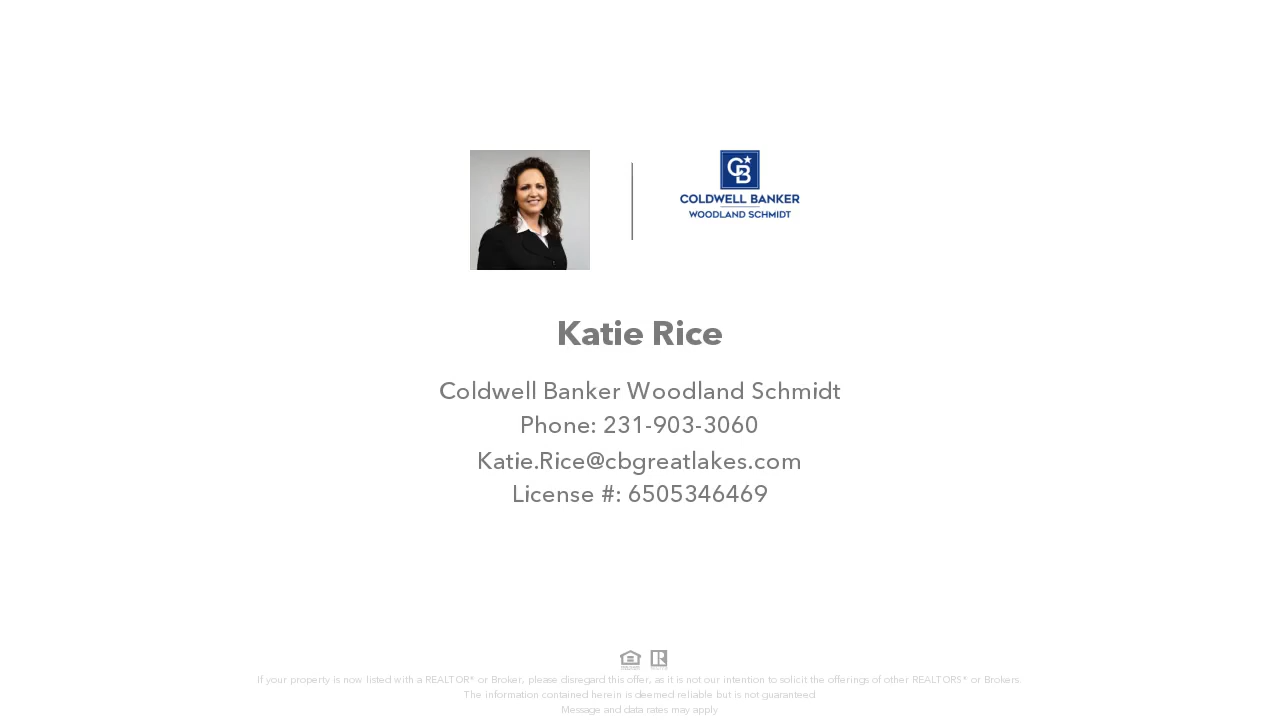 CB
COLDWELL BANKER
WOODLAND SCHMIDT
Katie Rice
Coldwell Banker Woodland Schmidt
Phone: 231-903-3060
Katie.Rice@cbgreatlakes.com
License #: 6505346469
If your property is now listed with a REALTOR® or Broker, please disregard this offer, as it is not our intention to solicit the offerings of other REALTORS® or Brokers.
The information contained herein is deemed reliable but is not guaranteed.
Message and data rates may apply